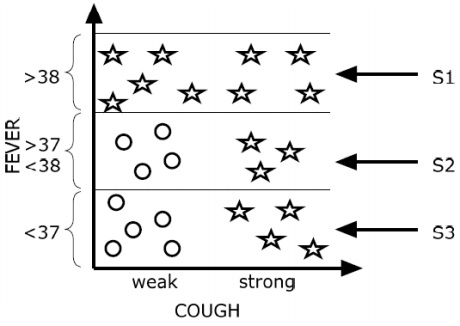 >38
S1
FEVER
>37
<38
S2
<37
S3
weak
strong
COUGH